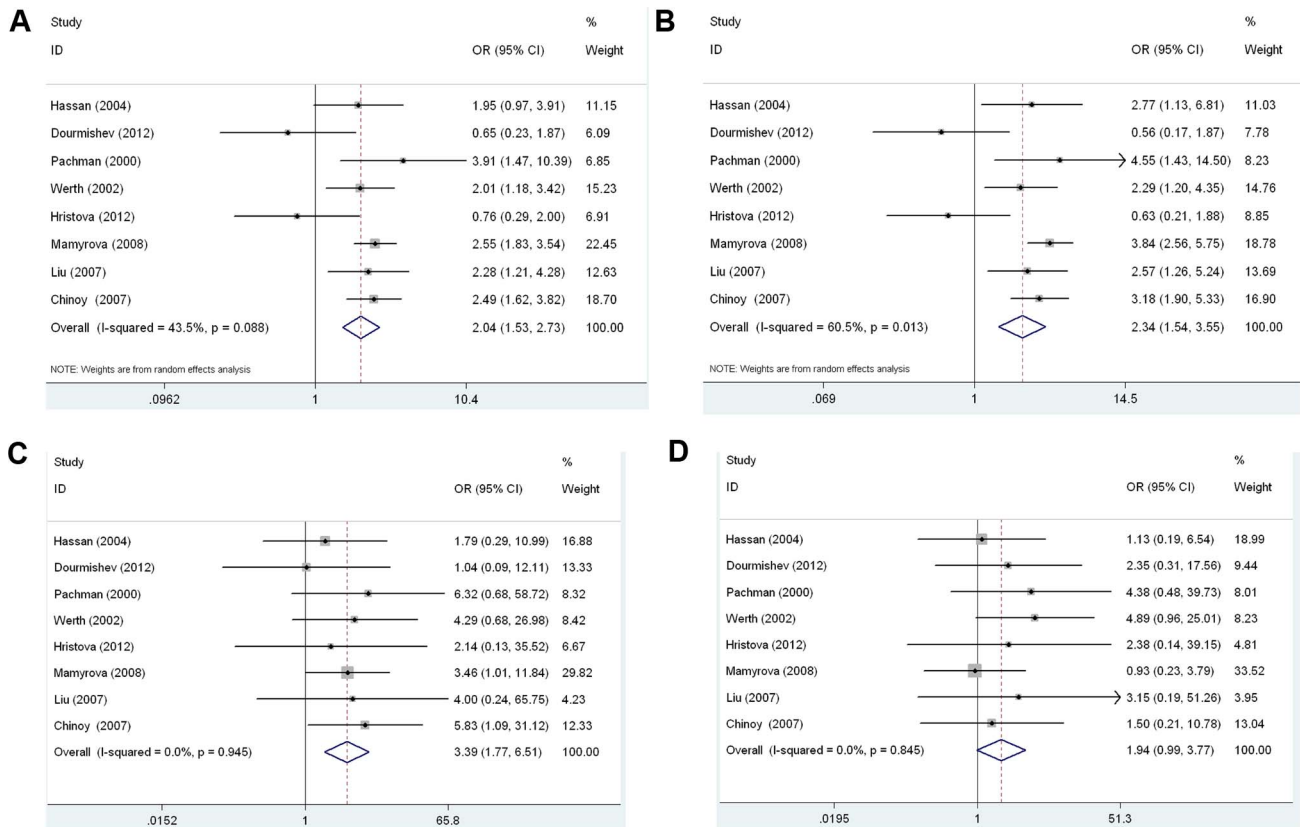 A
Study %
ID OR (95% CI) Weight
Hassan (2004) 1.95 (0.97, 3.91) 11.15
Dourmishev (2012) 0.65 (0.23, 1.87) 6.09
Pachman (2000) 3.91 (1.47, 10.39) 6.85
Werth (2002) 2.01 (1.18, 3.42) 15.23
Hristova (2012) 0.76 (0.29, 2.00) 6.91
Mamyrova (2008) 2.55 (1.83, 3.54) 22.45
Liu (2007) 2.28 (1.21, 4.28) 12.63
Chinoy (2007) 2.49 (1.62, 3.82) 18.70
Overall (I-squared = 43.5%, p = 0.088) 2.04 (1.53, 2.73) 100.00
NOTE: Weights are from random effects analysis
.0962 1 10.4
B
Study %
ID OR (95% CI) Weight
Hassan (2004) 2.77 (1.13, 6.81) 11.03
Dourmishev (2012) 0.56 (0.17, 1.87) 7.78
Pachman (2000) 4.55 (1.43, 14.50) 8.23
Werth (2002) 2.29 (1.20, 4.35) 14.76
Hristova (2012) 0.63 (0.21, 1.88) 8.85
Mamyrova (2008) 3.84 (2.56, 5.75) 18.78
Liu (2007) 2.57 (1.26, 5.24) 13.69
Chinoy (2007) 3.18 (1.90, 5.33) 16.90
Overall (I-squared = 60.5%, p = 0.013) 2.34 (1.54, 3.55) 100.00
NOTE: Weights are from random effects analysis
.069 1 14.5
C
Study %
ID OR (95% CI) Weight
Hassan (2004) 1.79 (0.29, 10.99) 16.88
Dourmishev (2012) 1.04 (0.09, 12.11) 13.33
Pachman (2000) 6.32 (0.68, 58.72) 8.32
Werth (2002) 4.29 (0.68, 26.98) 8.42
Hristova (2012) 2.14 (0.13, 35.52) 6.67
Mamyrova (2008) 3.46 (1.01, 11.84) 29.82
Liu (2007) 4.00 (0.24, 65.75) 4.23
Chinoy (2007) 5.83 (1.09, 31.12) 12.33
Overall (I-squared = 0.0%, p = 0.945) 3.39 (1.77, 6.51) 100.00
.0152 1 65.8
D
Study %
ID OR (95% CI) Weight
Hassan (2004) 1.13 (0.19, 6.54) 18.99
Dourmishev (2012) 2.35 (0.31, 17.56) 9.44
Pachman (2000) 4.38 (0.48, 39.73) 8.01
Werth (2002) 4.89 (0.96, 25.01) 8.23
Hristova (2012) 2.38 (0.14, 39.15) 4.81
Mamyrova (2008) 0.93 (0.23, 3.79) 33.52
Liu (2007) 3.15 (0.19, 51.26) 3.95
Chinoy (2007) 1.50 (0.21, 10.78) 13.04
Overall (I-squared = 0.0%, p = 0.845) 1.94 (0.99, 3.77) 100.00
.0195 1 51.3